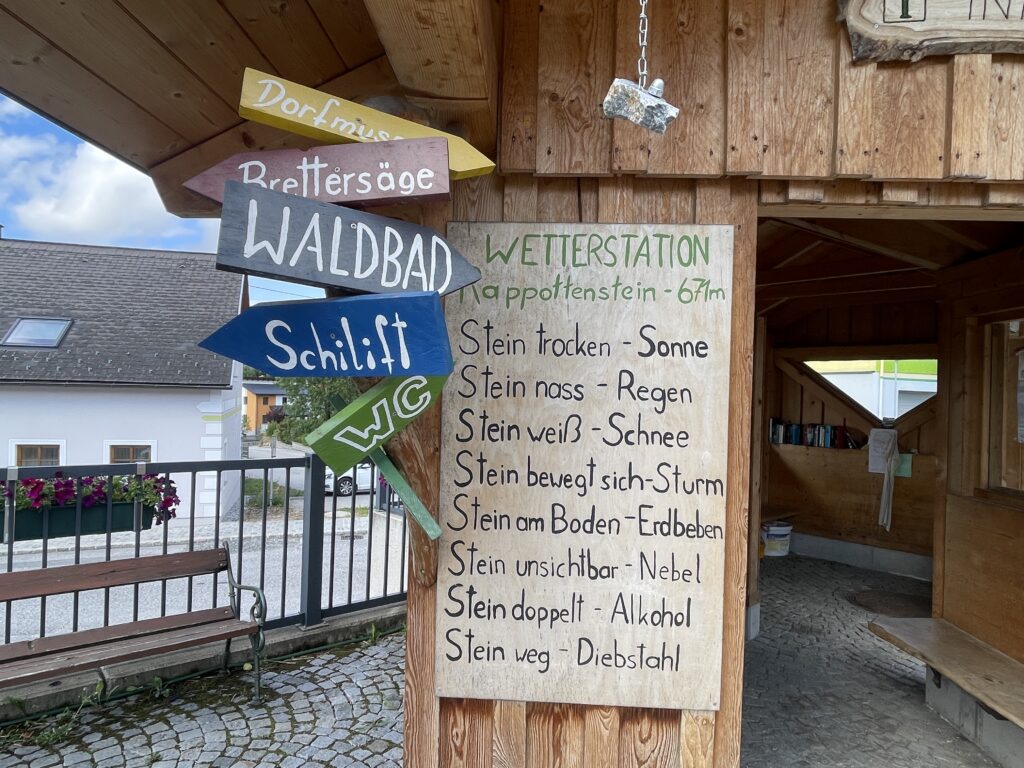 Brettersäge
WALDBAD
Schilift
WC
WETTERSTATION
Rappottenstein - 671m
Stein trocken - Sonne
Stein nass - Regen
Stein weiß - Schnee
Stein bewegt sich - Sturm
Stein am Boden - Erdbeben
Stein unsichtbar - Nebel
Stein doppelt - Alkohol
Stein weg - Diebstahl